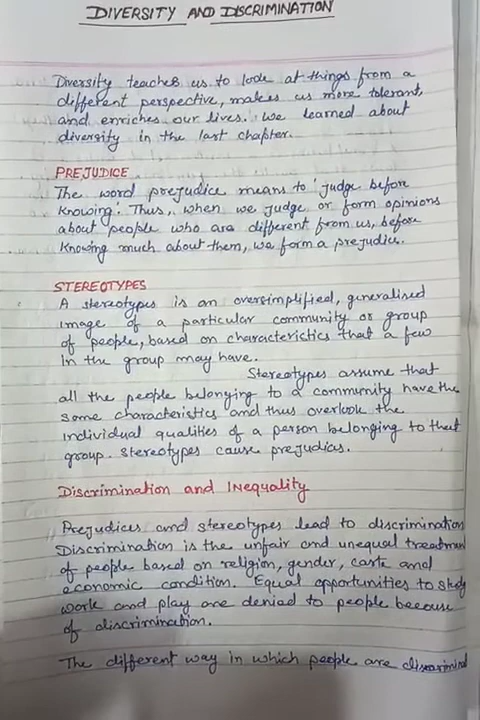 DIVERSITY AND DISCRIMINATION
Diversity teaches us to look at things from a
different perspective, makes us more tolerant,
and enriches our lives. We learned about
diversity in the last chapter.
PREJUDICE
The word prejudice means to 'judge before
knowing'. Thus, when we judge or form opinions
about people who are different from us, before
knowing much about them, we form a prejudice.
STEREOTYPES
A stereotypes is an oversimplified, generalised
image of a particular community or group
of people, based on characteristics that a few
in the group may have.
Stereotypes assume that
all the people belonging to a community have the
same characteristics and thus overlook the
individual qualities of a person belonging to that
group. Stereotypes cause prejudices.
Discrimination and Inequality
Prejudices and stereotypes lead to discrimination
Discrimination is the unfair and unequal treatmen
of people based on religion, gender, caste and
economic condition. Equal opportunities to study
work and play are denied to people because
of discrimination.
The different way in which people are discriminat